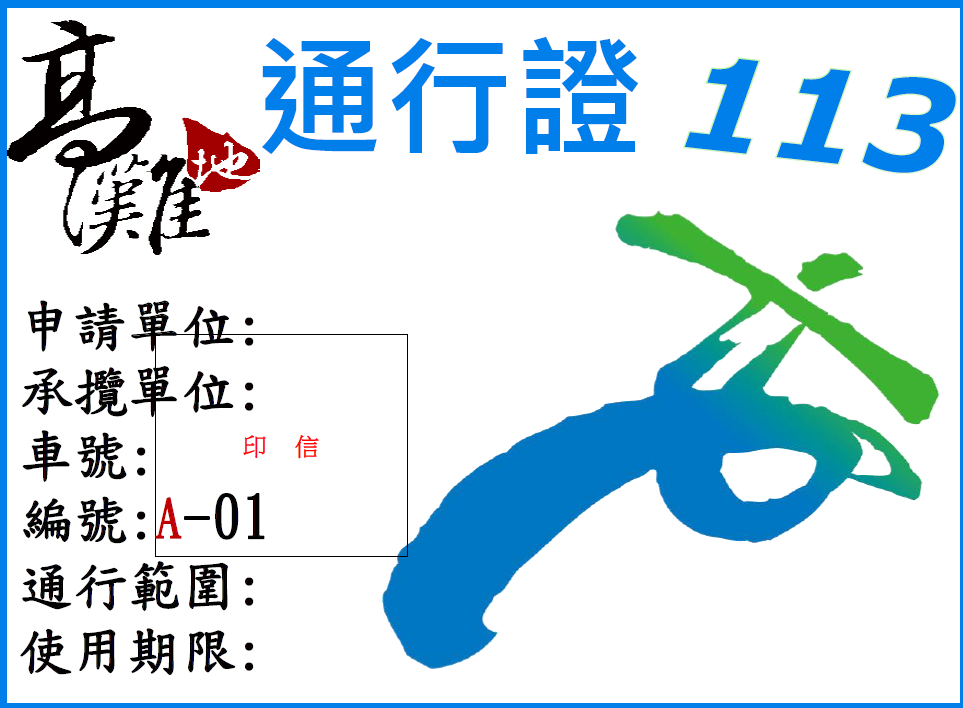 高灘地
通行證 113
申請單位:
承攬單位:
車號:
印 信
編號:A-01
通行範圍:
使用期限: